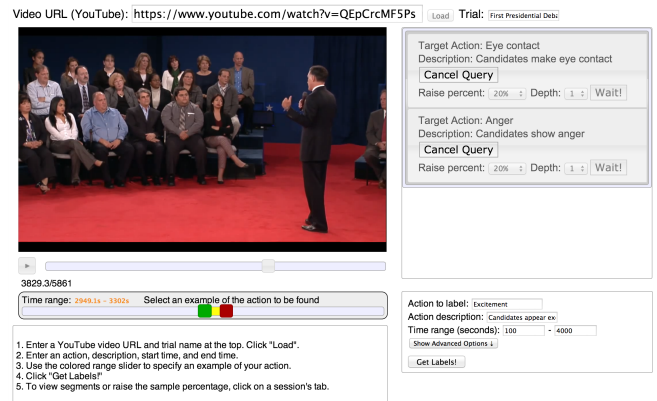 Video URL (YouTube): https://www.youtube.com/watch?v=QEpCrcMF5Ps Load Trial: First Presidential Deba
Target Action: Eye contact
Description: Candidates make eye contact
Cancel Query
Raise percent: 20% Depth: 1 Wait!
Target Action: Anger
Description: Candidates show anger
Cancel Query
Raise percent: 20% Depth: 1 Wait!
3829.3/5861
Time range: 2949.1s - 3302s Select an example of the action to be found
1. Enter a YouTube video URL and trial name at the top. Click "Load".
2. Enter an action, description, start time, and end time.
3. Use the colored range slider to specify an example of your action.
4. Click "Get Labels!"
5. To view segments or raise the sample percentage, click on a session's tab.
Action to label: Excitement
Action description: Candidates appear exc
Time range (seconds): 100 - 4000
Show Advanced Options ↓
Get Labels!